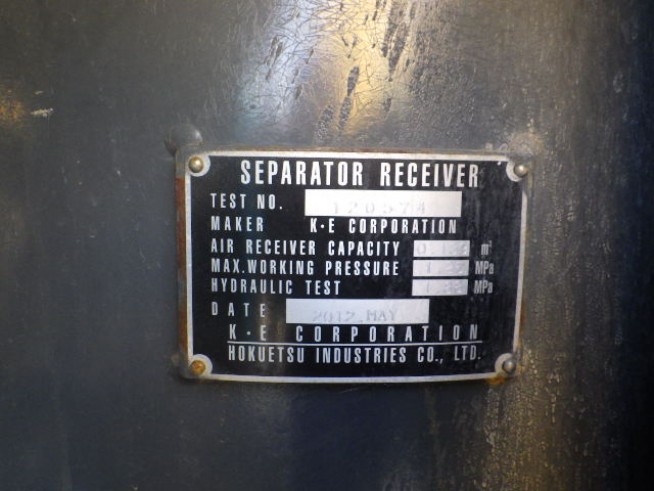 SEPARATOR RECEIVER
TEST NO. 120574
MAKER K·E CORPORATION
AIR RECEIVER CAPACITY m³
MAX. WORKING PRESSURE MPa
HYDRAULIC TEST MPa
DATE 2012.MAY
K·E CORPORATION
HOKUETSU INDUSTRIES CO., LTD.